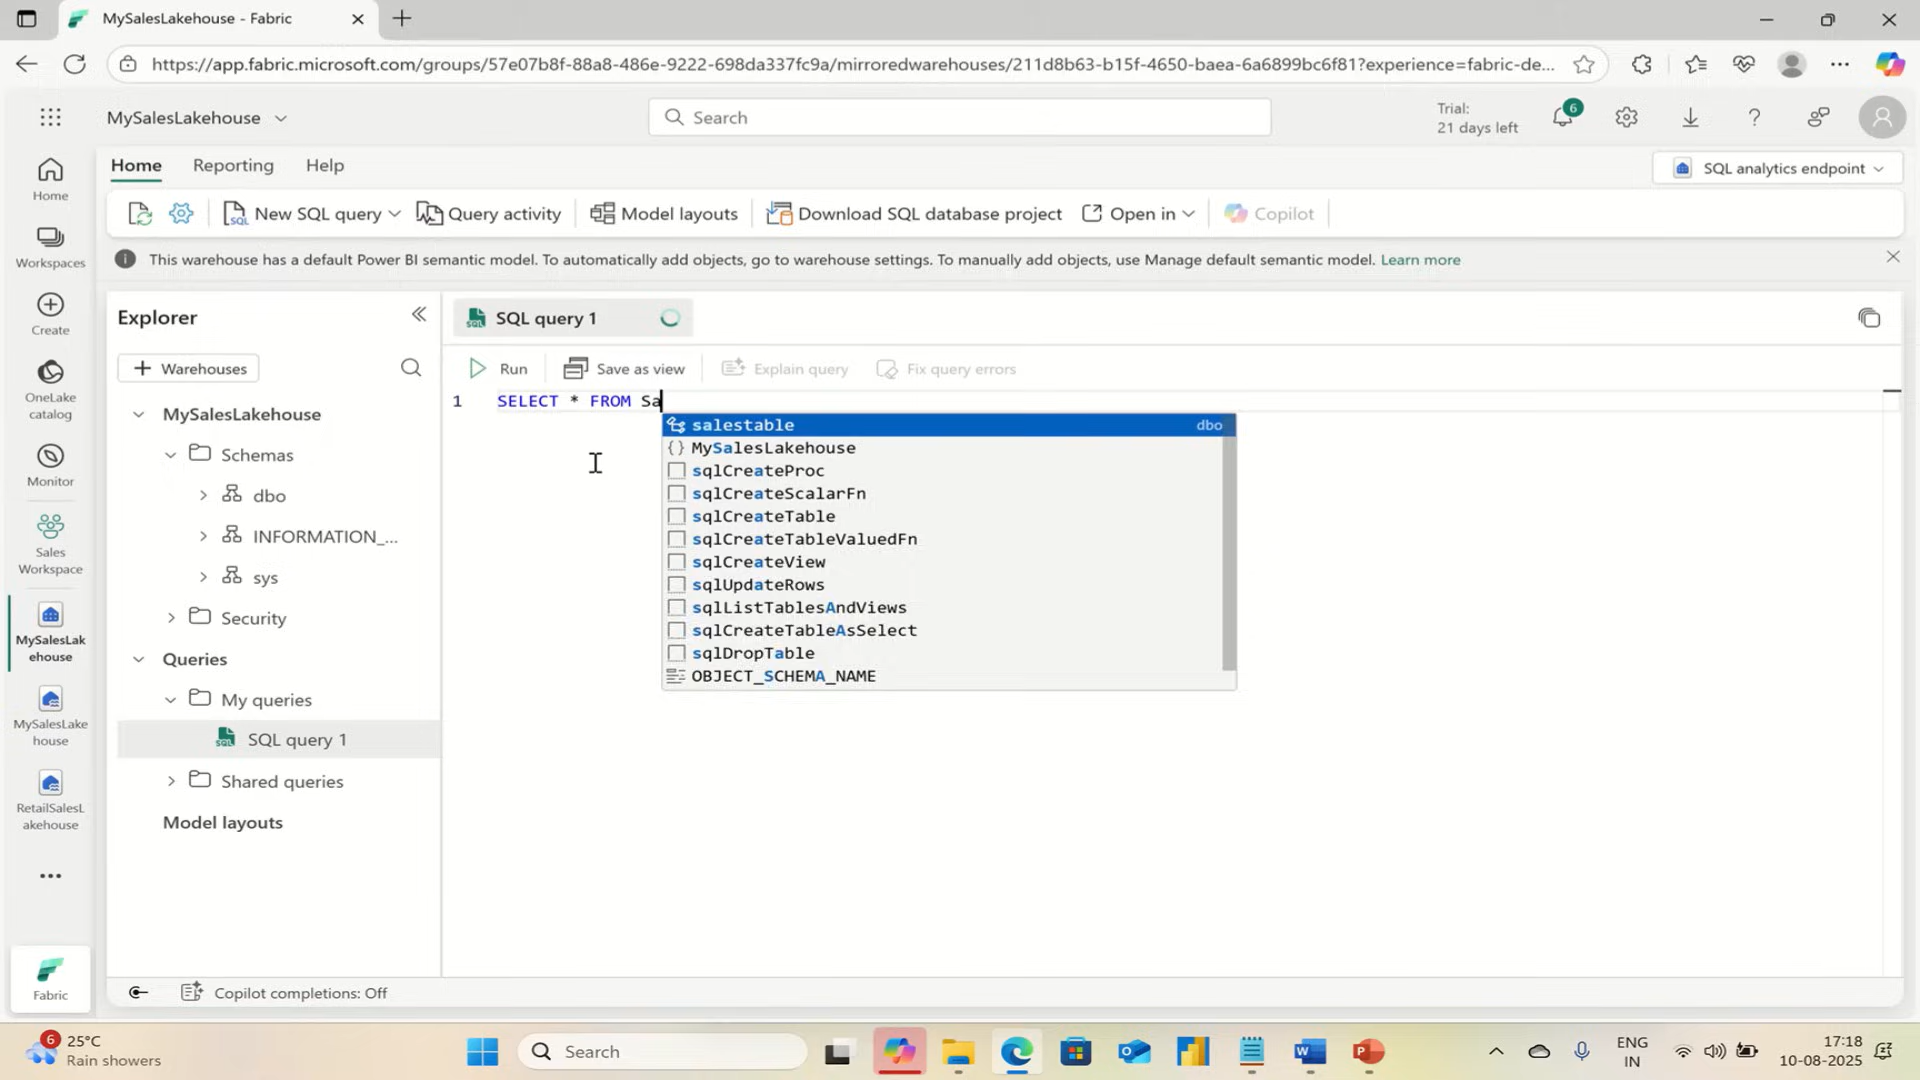 MySalesLakehouse - Fabric
https://app.fabric.microsoft.com/groups/57e07b8f-88a8-486e-9222-698da337fc9a/mirroredwarehouses/211d8b63-b15f-4650-baea-6a6899bc6f81?experience=fabric-de...
MySalesLakehouse
Search
Trial:
21 days left
6
Home
Reporting
Help
SQL analytics endpoint
New SQL query
Query activity
Model layouts
Download SQL database project
Open in
Copilot
This warehouse has a default Power BI semantic model. To automatically add objects, go to warehouse settings. To manually add objects, use Manage default semantic model. Learn more
Home
Workspaces
Create
OneLake
catalog
Monitor
Sales
Workspace
MySalesLak
ehouse
MySalesLake
house
RetailSalesL
akehouse
Fabric
Explorer
Warehouses
MySalesLakehouse
Schemas
dbo
INFORMATION_...
sys
Security
Queries
My queries
SQL query 1
Shared queries
Model layouts
SQL query 1
Run
Save as view
Explain query
Fix query errors
1 SELECT * FROM Sa
salestable dbo
MySalesLakehouse
sqlCreateProc
sqlCreateScalarFn
sqlCreateTable
sqlCreateTableValuedFn
sqlCreateView
sqlUpdateRows
sqlListTablesAndViews
sqlCreateTableAsSelect
sqlDropTable
OBJECT_SCHEMA_NAME
Copilot completions: Off
6
25°C
Rain showers
Search
ENG
IN
17:18
10-08-2025